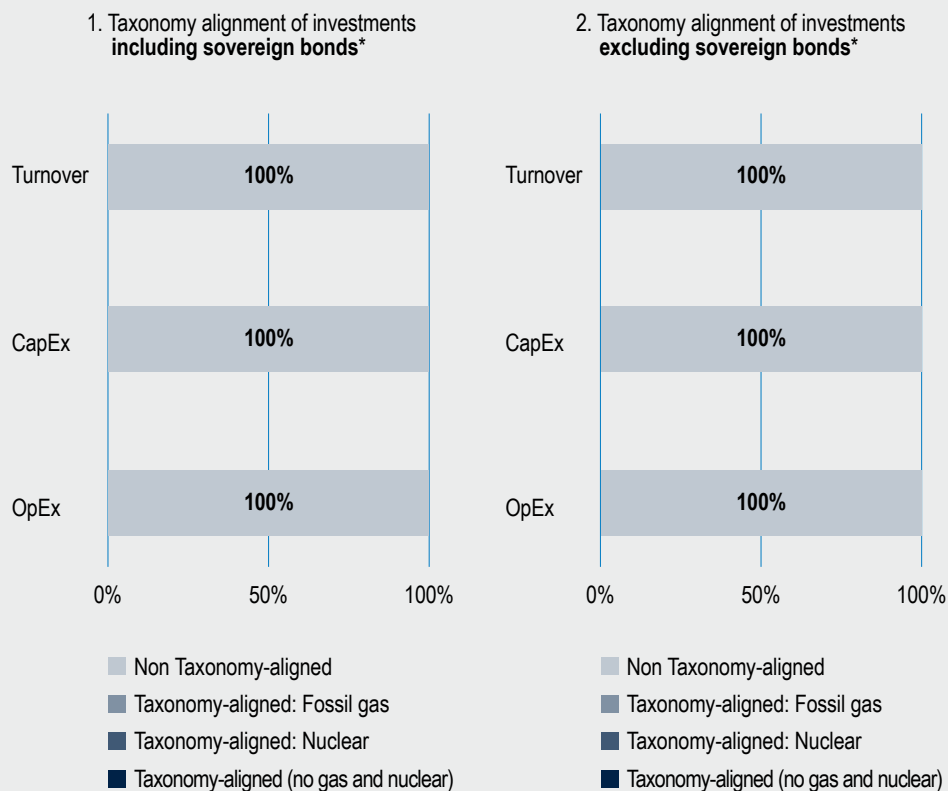 1. Taxonomy alignment of investments
including sovereign bonds*
Turnover
100%
CapEx
100%
OpEx
100%
0%
50%
100%
Non Taxonomy-aligned
Taxonomy-aligned: Fossil gas
Taxonomy-aligned: Nuclear
Taxonomy-aligned (no gas and nuclear)
2. Taxonomy alignment of investments
excluding sovereign bonds*
Turnover
100%
CapEx
100%
OpEx
100%
0%
50%
100%
Non Taxonomy-aligned
Taxonomy-aligned: Fossil gas
Taxonomy-aligned: Nuclear
Taxonomy-aligned (no gas and nuclear)